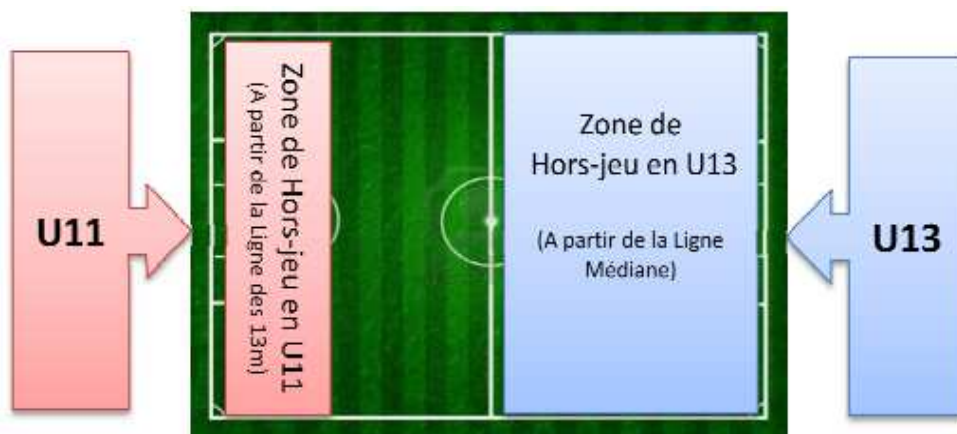 U11
Zone de Hors-jeu en U11
(A partir de la Ligne des 13m)
Zone de
Hors-jeu en U13
(A partir de la Ligne
Médiane)
U13